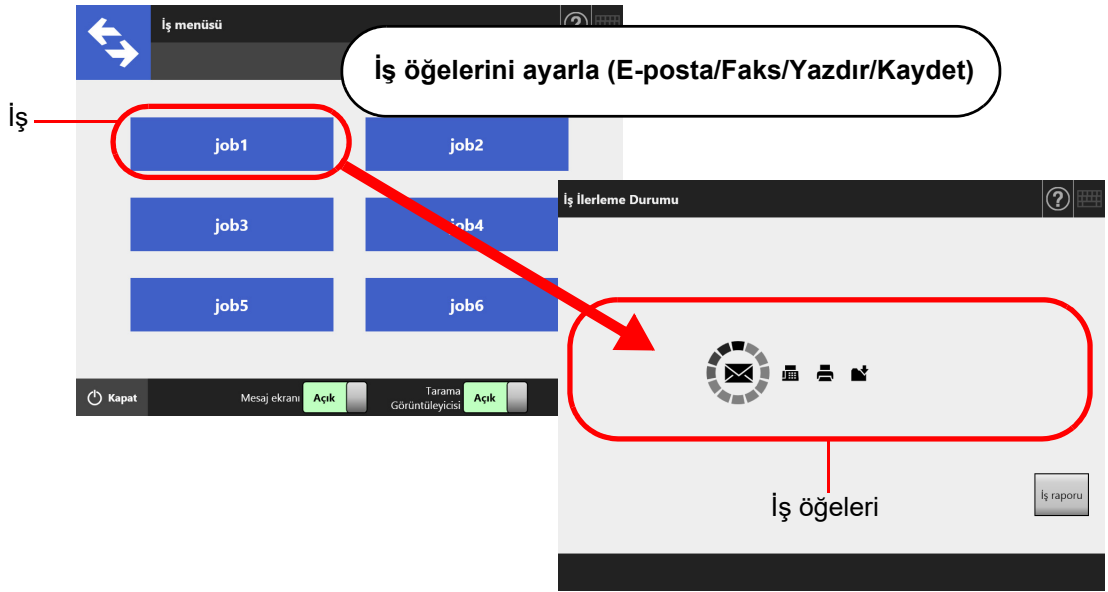 İş menüsü
İş öğelerini ayarla (E-posta/Faks/Yazdır/Kaydet)
İş
job1
job2
job3
job4
job5
job6
Kapat
Mesaj ekranı
Açık
Tarama
Görüntüleyicisi
Açık
İş İlerleme Durumu
İş öğeleri
İş raporu